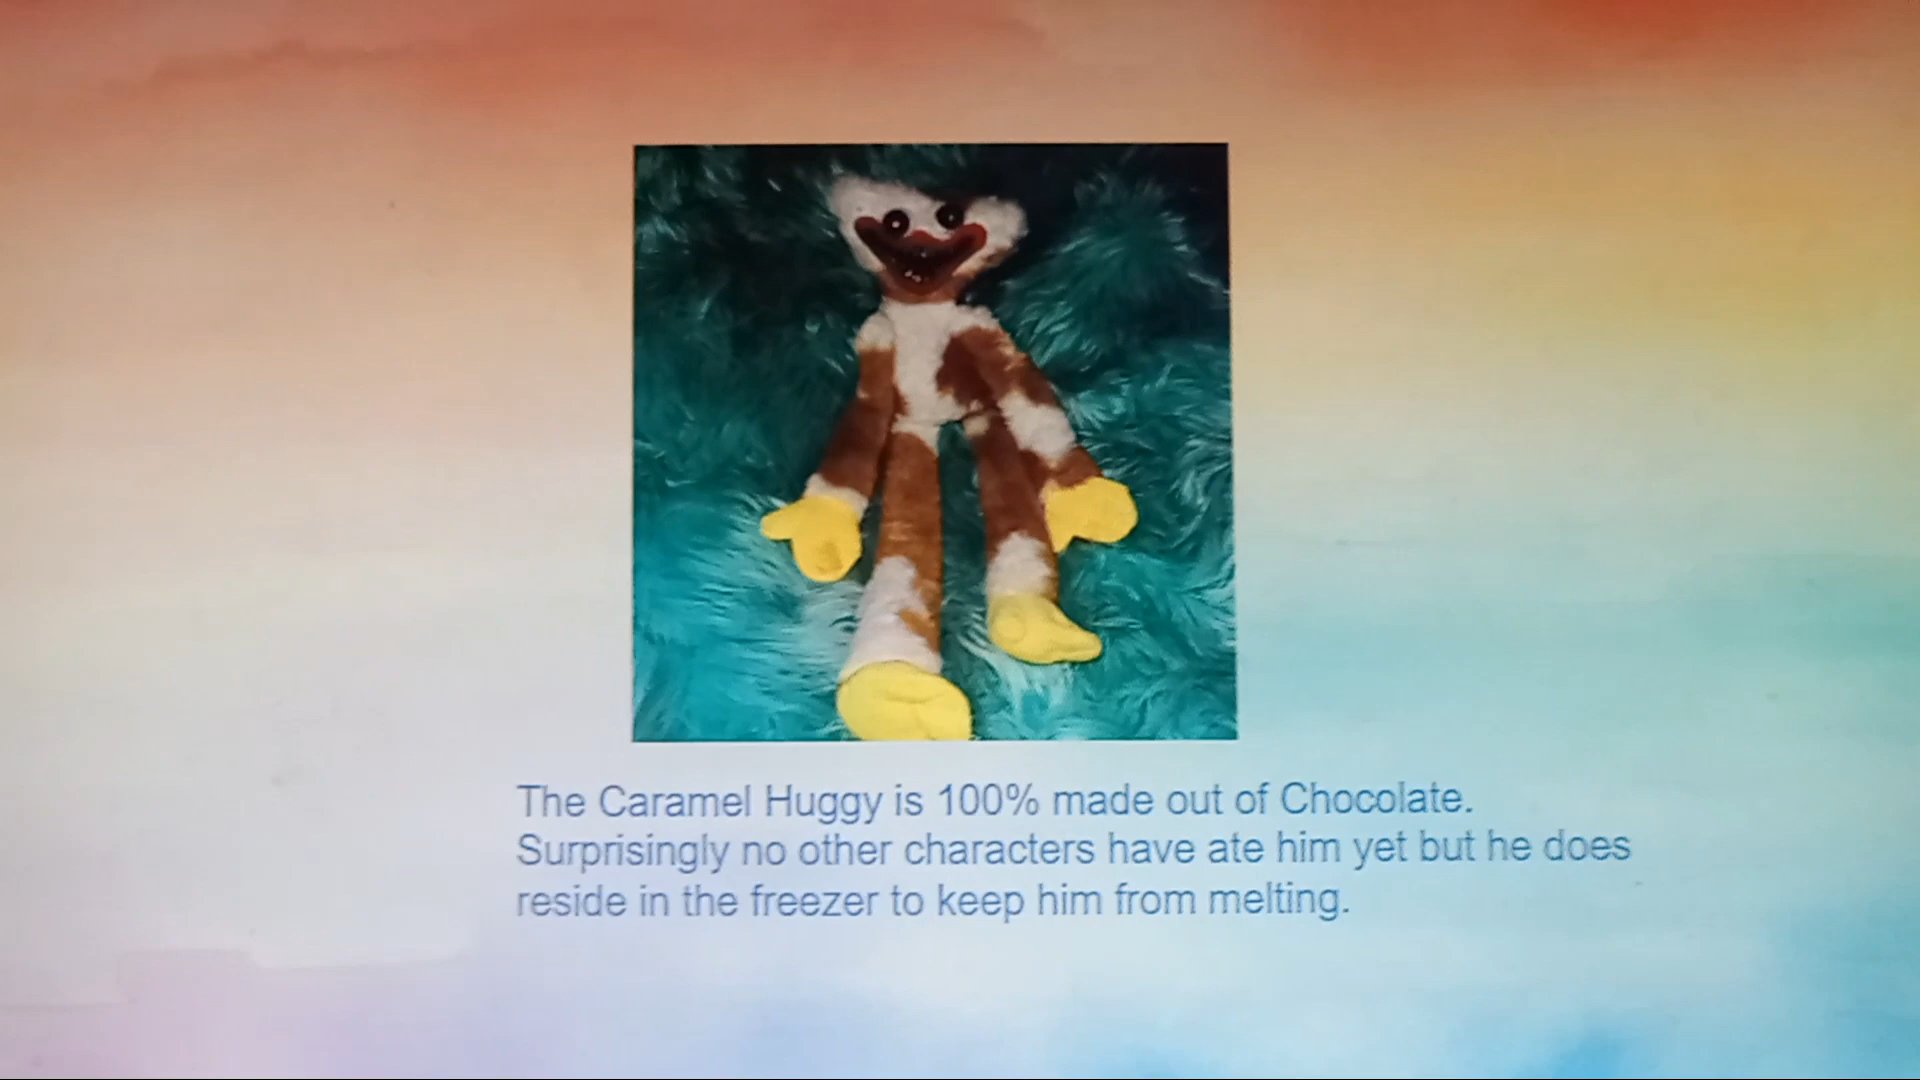 The Caramel Huggy is 100% made out of Chocolate.
Surprisingly no other characters have ate him yet but he does
reside in the freezer to keep him from melting.